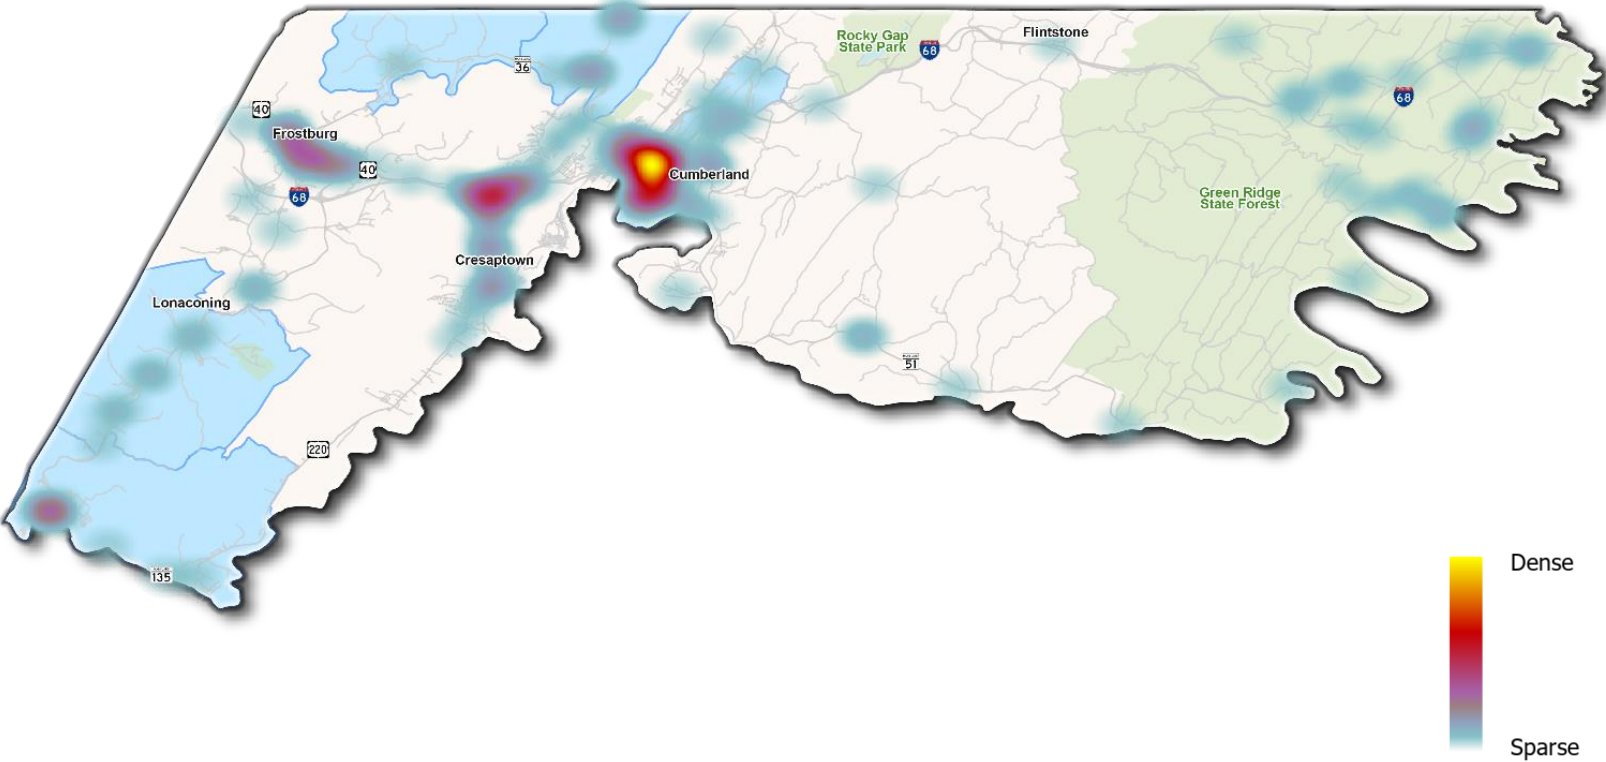 Rocky Gap
State Park
68
Flintstone
36
40
68
Frostburg
40
Cumberland
68
Green Ridge
State Forest
Cresaptown
Lonaconing
51
220
135
Dense
Sparse